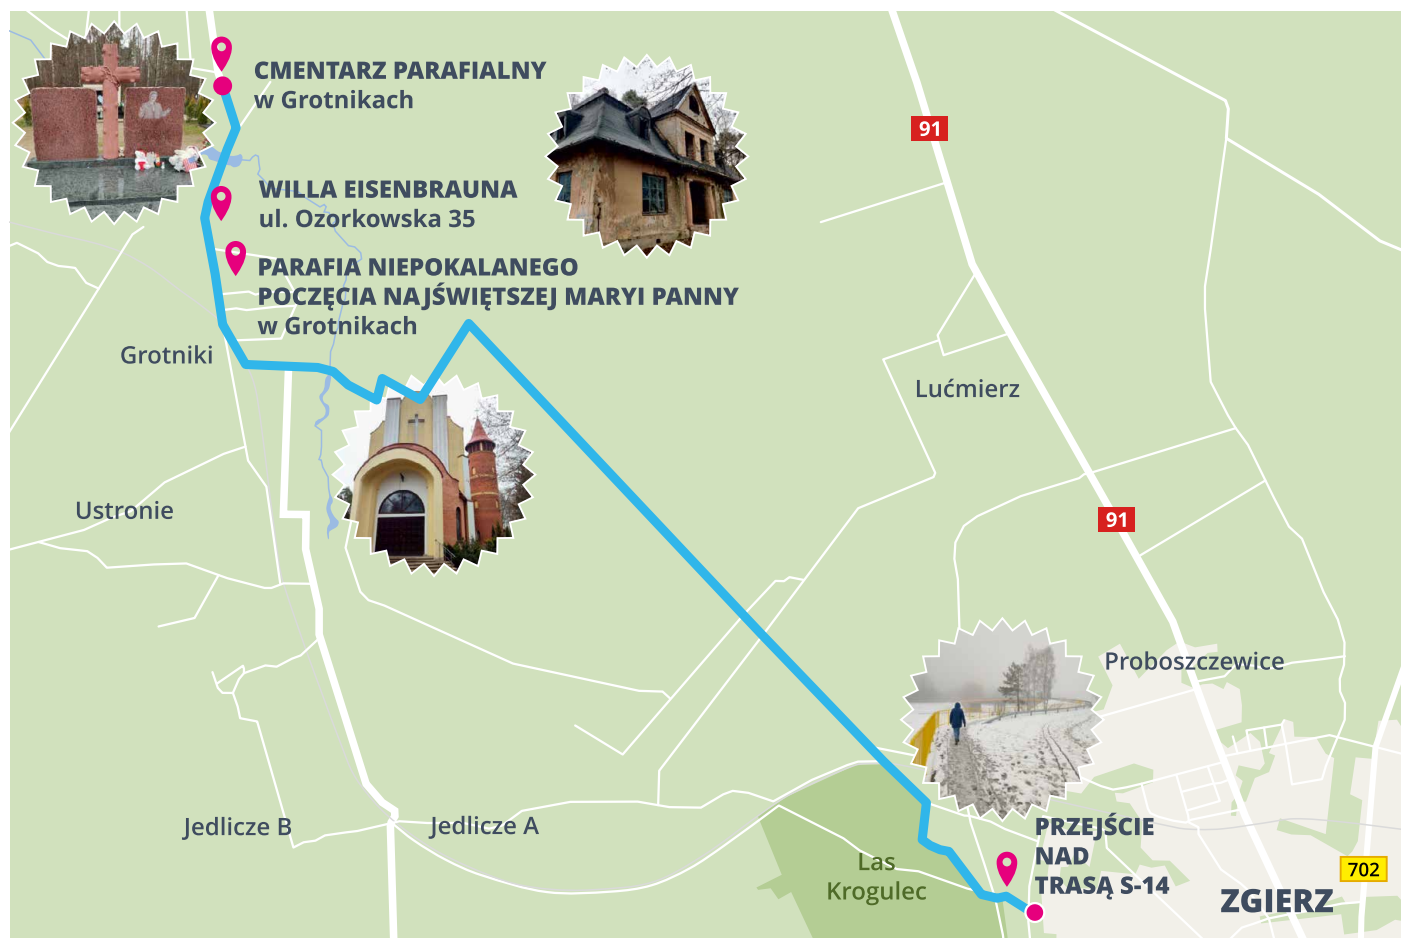 CMENTARZ PARAFIALNY
w Grotnikach
91
WILLA EISENBRAUNA
ul. Ozorkowska 35
PARAFIA NIEPOKALANEGO
POCZĘCIA NAJŚWIĘTSZEJ MARYI PANNY
w Grotnikach
Grotniki
Lućmierz
Ustronie
91
Proboszczewice
Jedlicze B
Jedlicze A
PRZEJŚCIE
NAD
TRASĄ S-14
Las
Krogulec
702
ZGIERZ